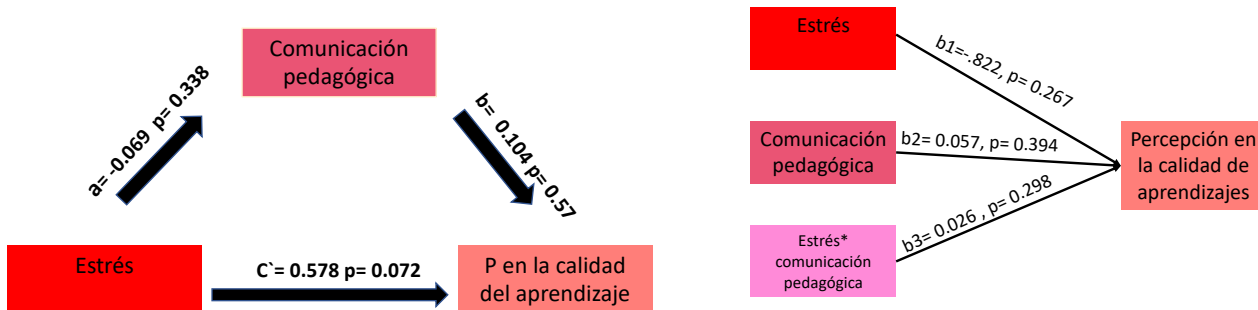 Comunicación
pedagógica
a= -0.069 p= 0.338
b= 0.104 p= 0.57
Estrés
C`= 0.578 p= 0.072
P en la calidad
del aprendizaje
Estrés
b1=-.822, p= 0.267
Comunicación
pedagógica
b2= 0.057, p= 0.394
Percepción en
la calidad de
aprendizajes
Estrés*
comunicación
pedagógica
b3= 0.026 , p= 0.298